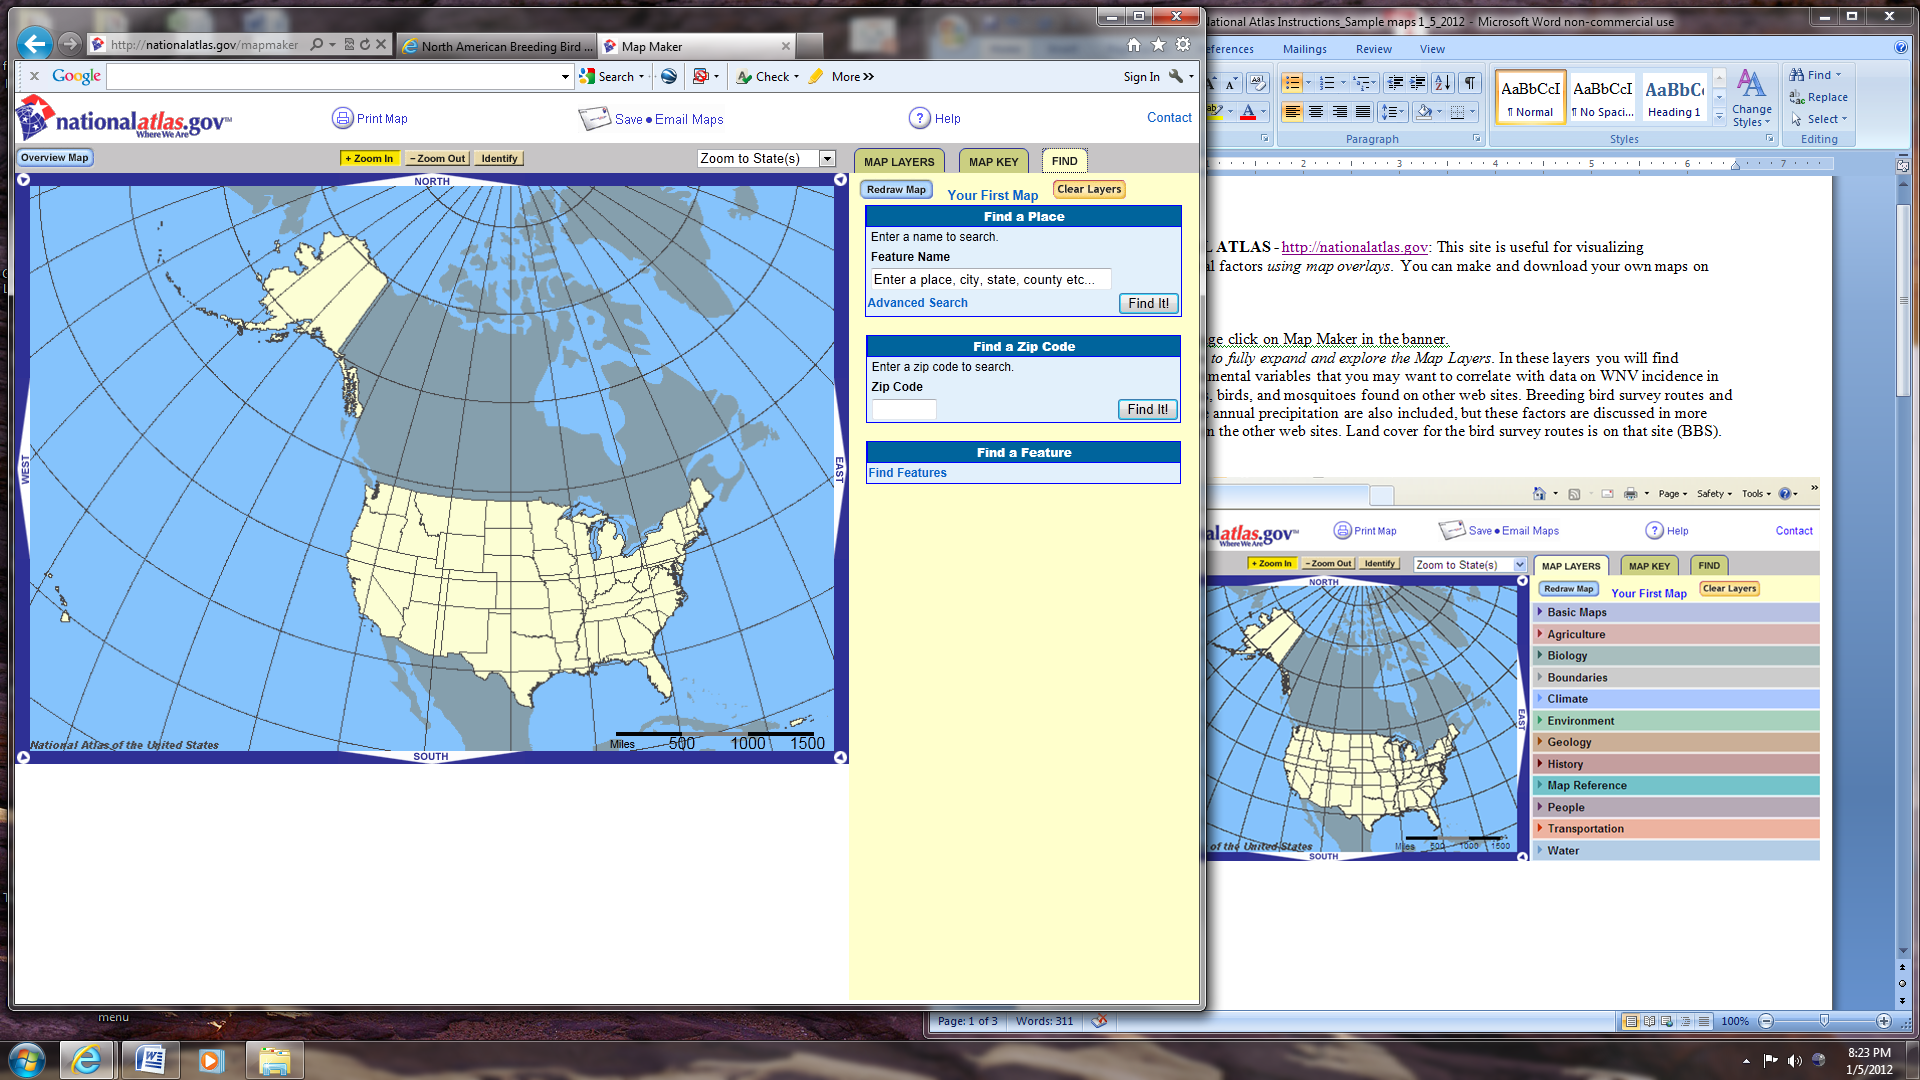 http://nationalatlas.gov/mapmaker
North American Breeding Bird ...
Map Maker
Google
Search
Check
More »
Sign In
nationalatlas.gov™
Where We Are
Print Map
Save ● Email Maps
Help
Contact
Overview Map
+ Zoom In
– Zoom Out
Identify
Zoom to State(s)
MAP LAYERS
MAP KEY
FIND
Redraw Map
Your First Map
Clear Layers
NORTH
WEST
EAST
SOUTH
National Atlas of the United States
Miles 500 1000 1500
Find a Place
Enter a name to search.
Feature Name
Enter a place, city, state, county etc...
Advanced Search
Find It!
Find a Zip Code
Enter a zip code to search.
Zip Code
Find It!
Find a Feature
Find Features
National Atlas Instructions_Sample maps 1_5_2012 - Microsoft Word non-commercial use
Mailings
Review
View
AaBbCcI
AaBbCcI
AaBbC
¶ Normal
¶ No Spaci...
Heading 1
Change
Styles
Find
Replace
Select
Paragraph
Styles
Editing
1 2 3 4 5 6 7
L ATLAS - http://nationalatlas.gov: This site is useful for visualizing
al factors using map overlays. You can make and download your own maps on
ge click on Map Maker in the banner.
to fully expand and explore the Map Layers. In these layers you will find
mental variables that you may want to correlate with data on WNV incidence in
s, birds, and mosquitoes found on other web sites. Breeding bird survey routes and
e annual precipitation are also included, but these factors are discussed in more
n the other web sites. Land cover for the bird survey routes is on that site (BBS).
Page
Safety
Tools
»
alatlas.gov™
Where We Are
Print Map
Save ● Email Maps
Help
Contact
+ Zoom In
– Zoom Out
Identify
Zoom to State(s)
MAP LAYERS
MAP KEY
FIND
Redraw Map
Your First Map
Clear Layers
NORTH
EAST
SOUTH
of the United States
Miles 500 1000 1500
Basic Maps
Agriculture
Biology
Boundaries
Climate
Environment
Geology
History
Map Reference
People
Transportation
Water
menu
Page: 1 of 3
Words: 311
100%
8:23 PM
1/5/2012